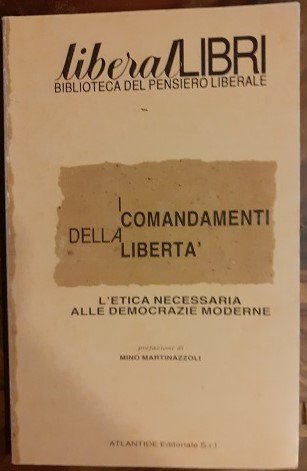 liberal LIBRI
BIBLIOTECA DEL PENSIERO LIBERALE
I COMANDAMENTI
DELLA LIBERTA'
L'ETICA NECESSARIA
ALLE DEMOCRAZIE MODERNE
prefazione di
MINO MARTINAZZOLI
ATLANTIDE Editoriale S.r.l.